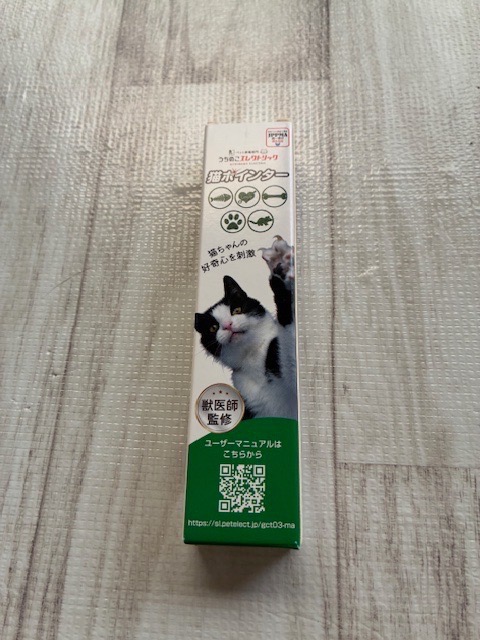 うちのこエレクトリック
猫ポインター
猫ちゃんの
好奇心を刺激
獣医師
監修
ユーザーマニュアルは
こちらから
https://sl.petelect.jp/gct03-ma